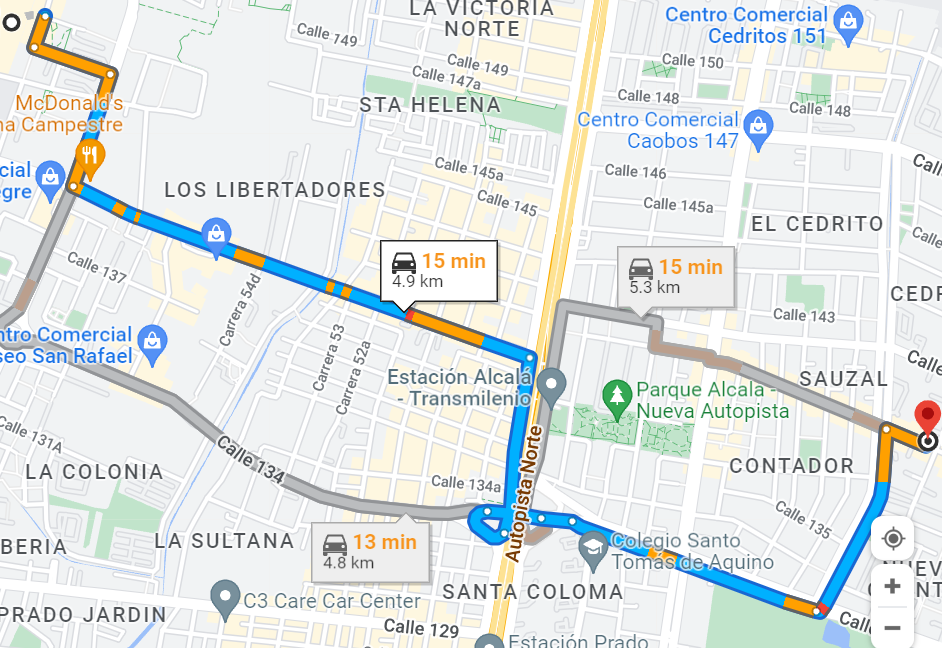 LA VICTORIA
NORTE
Centro Comercial
Cedritos 151
Calle 149
Calle 150
Calle 149
Calle 147a
Calle 148
Calle 148
McDonald's
na Campestre
STA HELENA
Centro Comercial
Caobos 147
Calle 145a
Calle 146
cial
egre
LOS LIBERTADORES
Calle 145
Calle 145a
EL CEDRITO
Calle 137
15 min
4.9 km
15 min
5.3 km
Carrera 54d
Calle 143
CEDR
ntro Comercial
seo San Rafael
Carrera 53
Carrera 52a
Estación Alcalá
- Transmilenio
Parque Alcala -
Nueva Autopista
SAUZAL
Calle 131A
Calle 134
Autopista Norte
LA COLONIA
Calle 134a
CONTADOR
Calle 135
BERIA
LA SULTANA
13 min
4.8 km
Colegio Santo
Tomás de Aquino
NUEV
SANTA COLOMA
PRADO JARDIN
C3 Care Car Center
Calle 129
Estación Prado